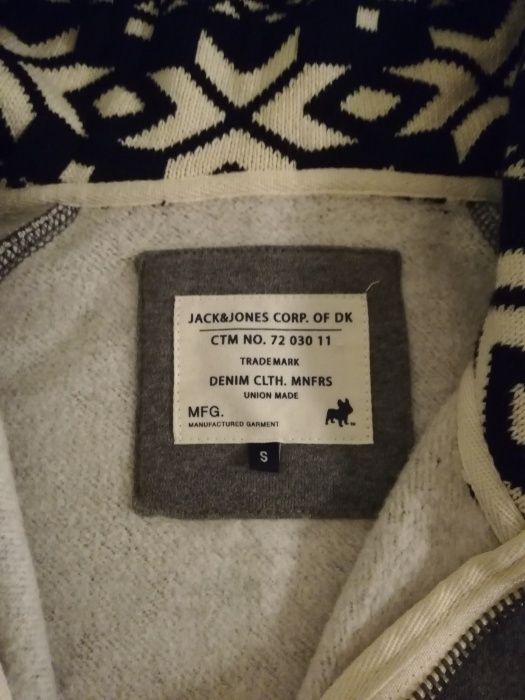 JACK&JONES CORP. OF DK
CTM NO. 72 030 11
TRADEMARK
DENIM CLTH. MNFRS
UNION MADE
MFG.
MANUFACTURED GARMENT
S